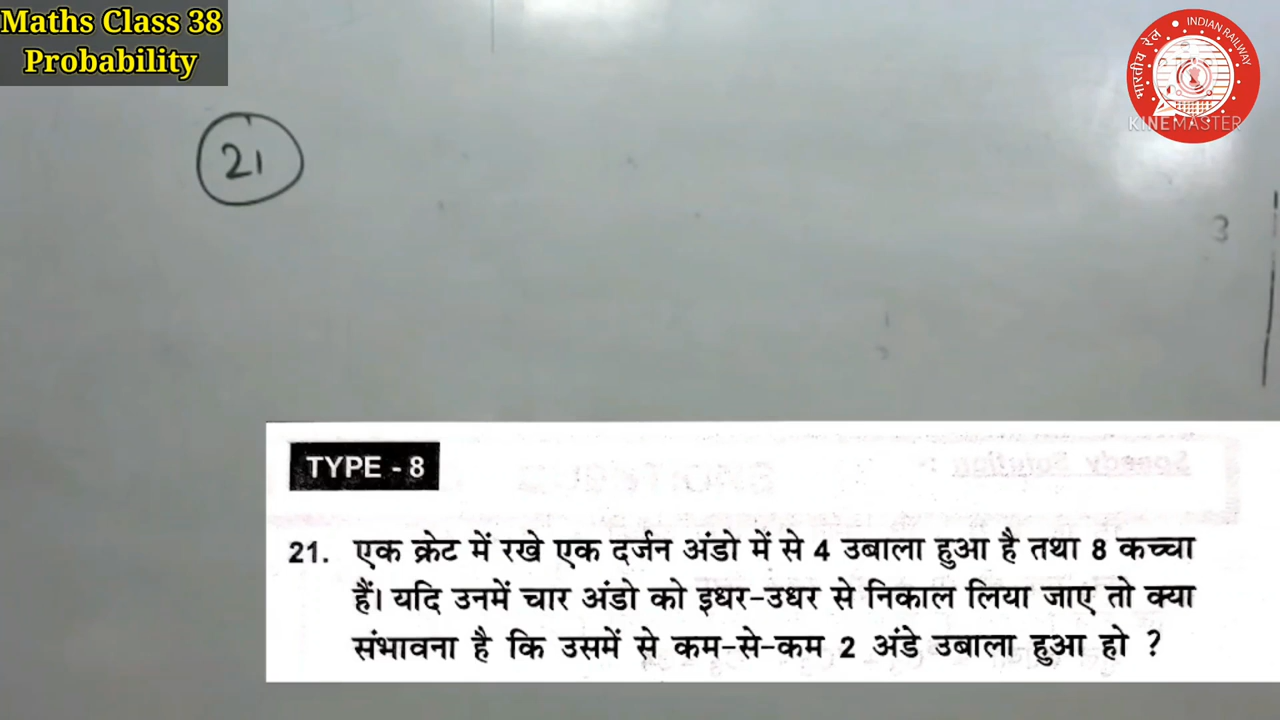 Maths Class 38
Probability
भारतीय रेल • INDIAN RAILWAY
KINEMASTER
21
3
TYPE - 8
21. एक क्रेट में रखे एक दर्जन अंडो में से 4 उबाला हुआ है तथा 8 कच्चा
हैं। यदि उनमें चार अंडो को इधर-उधर से निकाल लिया जाए तो क्या
संभावना है कि उसमें से कम-से-कम 2 अंडे उबाला हुआ हो ?